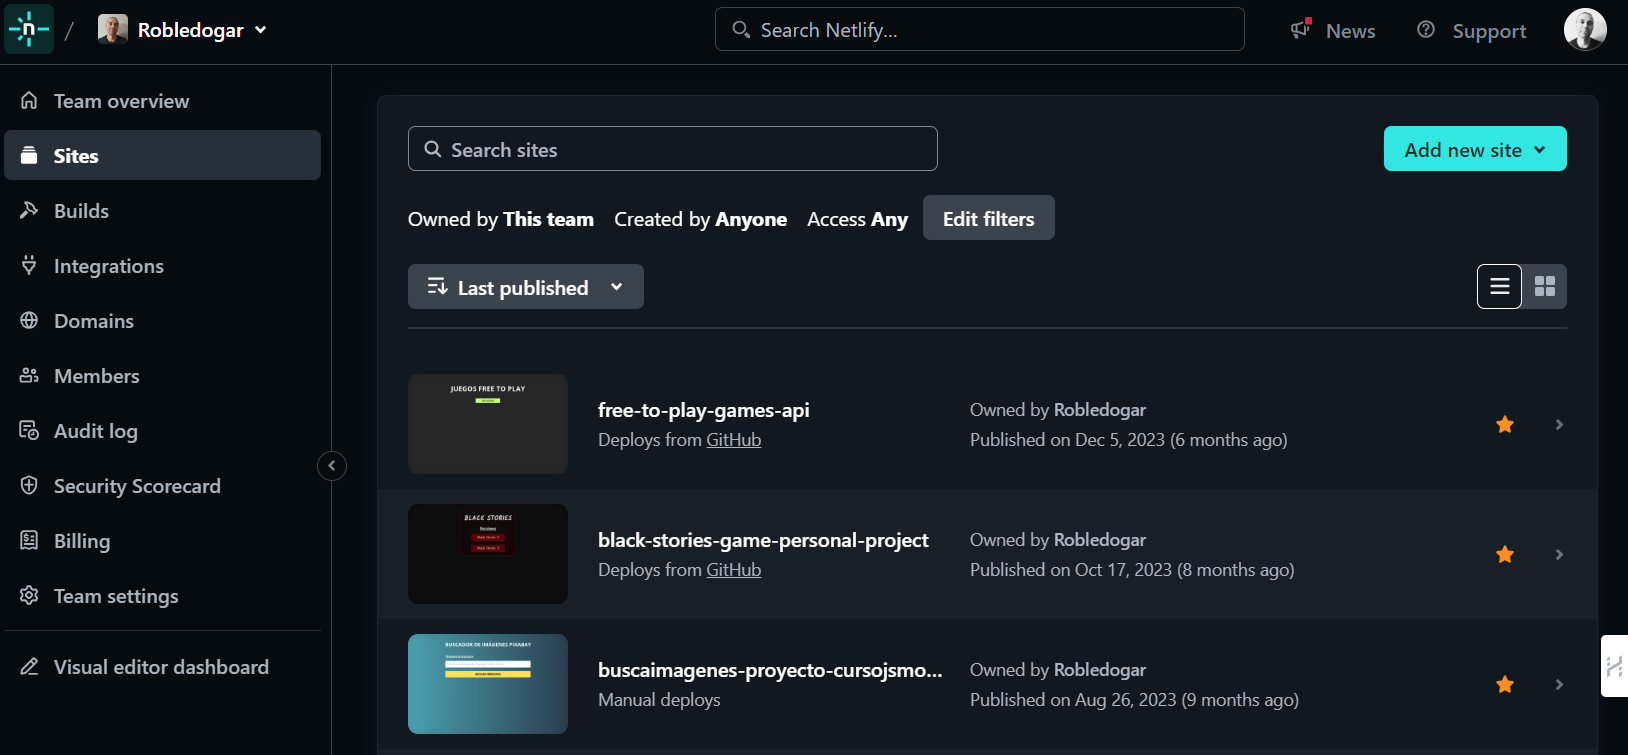 Robledogar
Search Netlify...
News
Support
Team overview
Sites
Builds
Integrations
Domains
Members
Audit log
Security Scorecard
Billing
Team settings
Visual editor dashboard
Search sites
Add new site
Owned by This team Created by Anyone Access Any Edit filters
Last published
JUEGOS FREE TO PLAY
free-to-play-games-api
Deploys from GitHub
Owned by Robledogar
Published on Dec 5, 2023 (6 months ago)
BLACK STORIES
black-stories-game-personal-project
Deploys from GitHub
Owned by Robledogar
Published on Oct 17, 2023 (8 months ago)
BUSCADOR DE IMÁGENES PIXABAY
buscaimagenes-proyecto-cursojsmo...
Manual deploys
Owned by Robledogar
Published on Aug 26, 2023 (9 months ago)